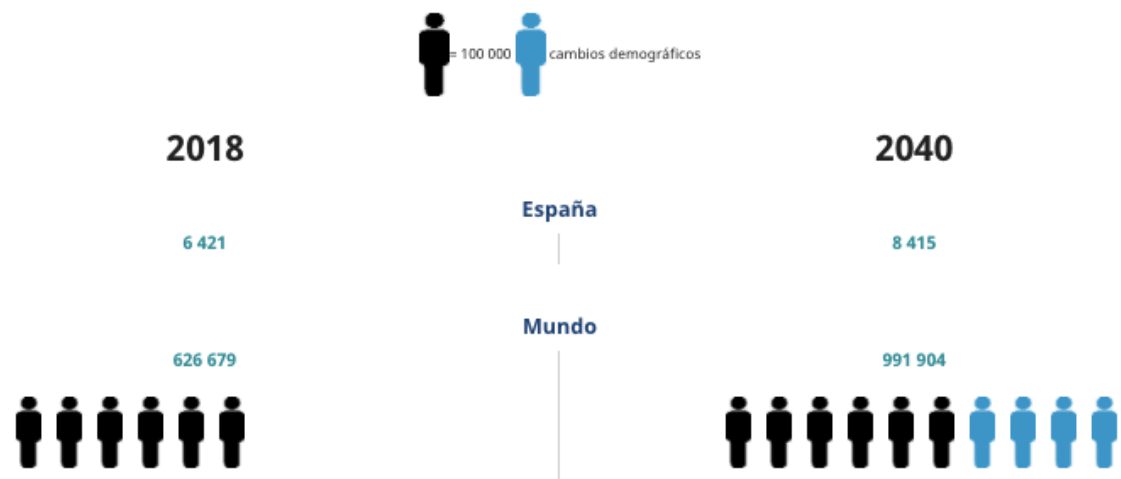 = 100 000 cambios demográficos
2018 2040
España
6 421 8 415
Mundo
626 679 991 904